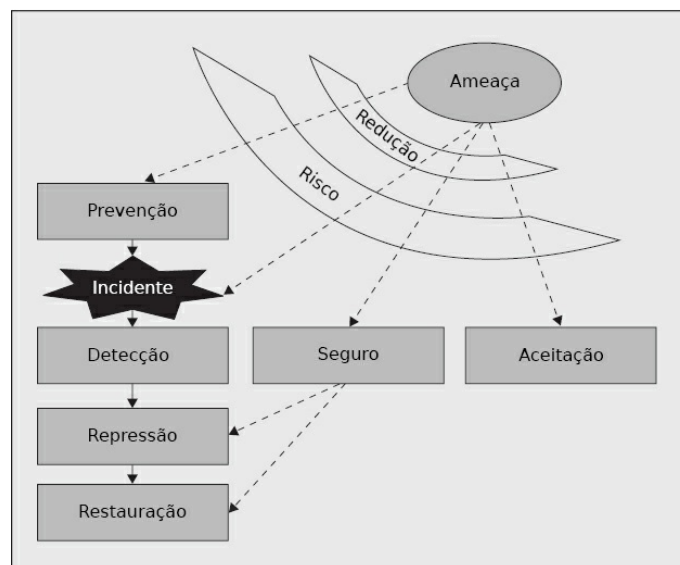 Ameaça
Redução
Risco
Prevenção
Incidente
Detecção
Seguro
Aceitação
Repressão
Restauração